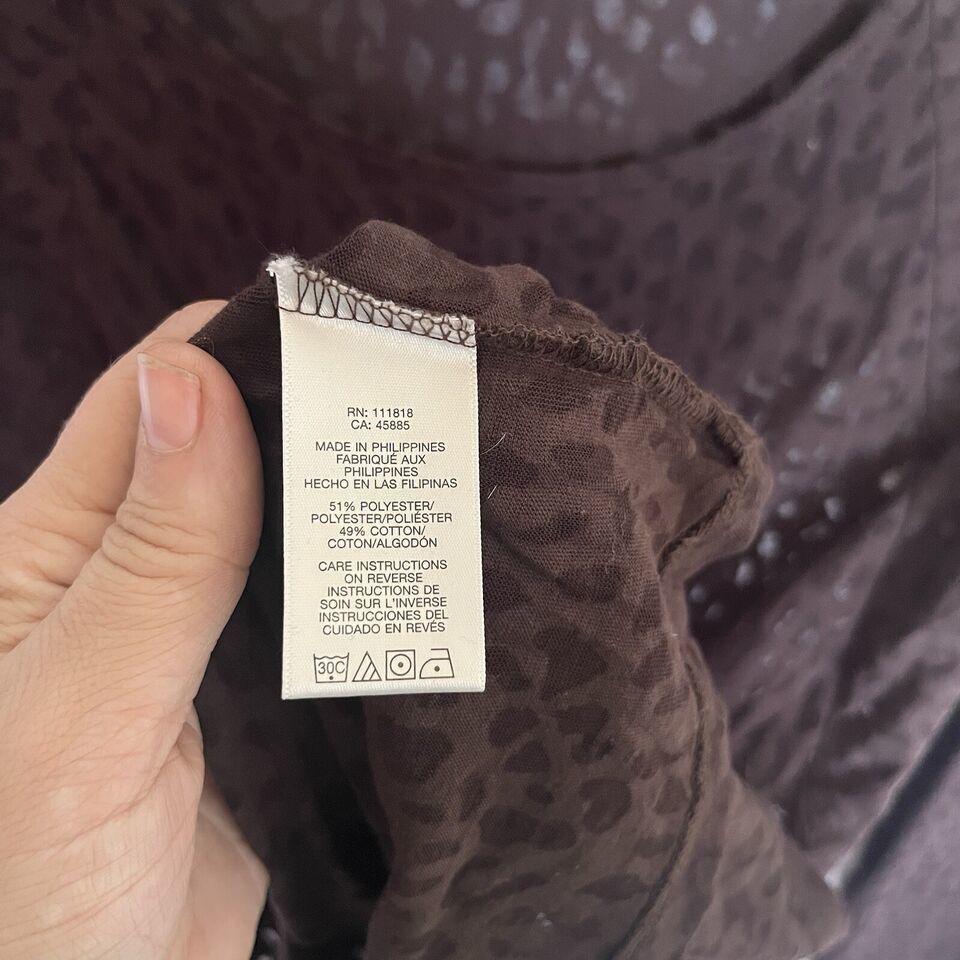 RN: 111818
CA: 45885
MADE IN PHILIPPINES
FABRIQUÉ AUX
PHILIPPINES
HECHO EN LAS FILIPINAS
51% POLYESTER/
POLYESTER/POLIÉSTER
49% COTTON/
COTON/ALGODÓN
CARE INSTRUCTIONS
ON REVERSE
INSTRUCTIONS DE
SOIN SUR L'INVERSE
INSTRUCCIONES DEL
CUIDADO EN REVÉS
30C